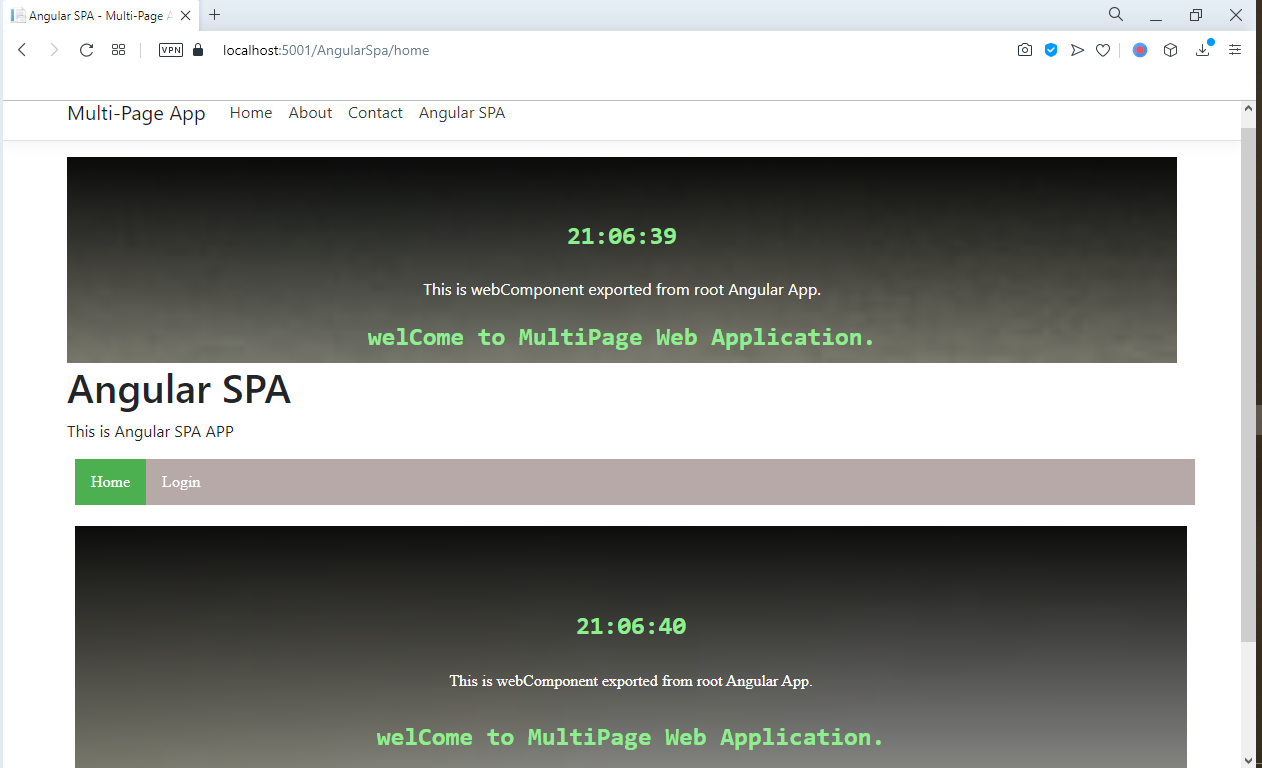 Angular SPA - Multi-Page A
VPN localhost:5001/AngularSpa/home
Multi-Page App Home About Contact Angular SPA
21:06:39
This is webComponent exported from root Angular App.
welCome to MultiPage Web Application.
Angular SPA
This is Angular SPA APP
Home Login
21:06:40
This is webComponent exported from root Angular App.
welCome to MultiPage Web Application.